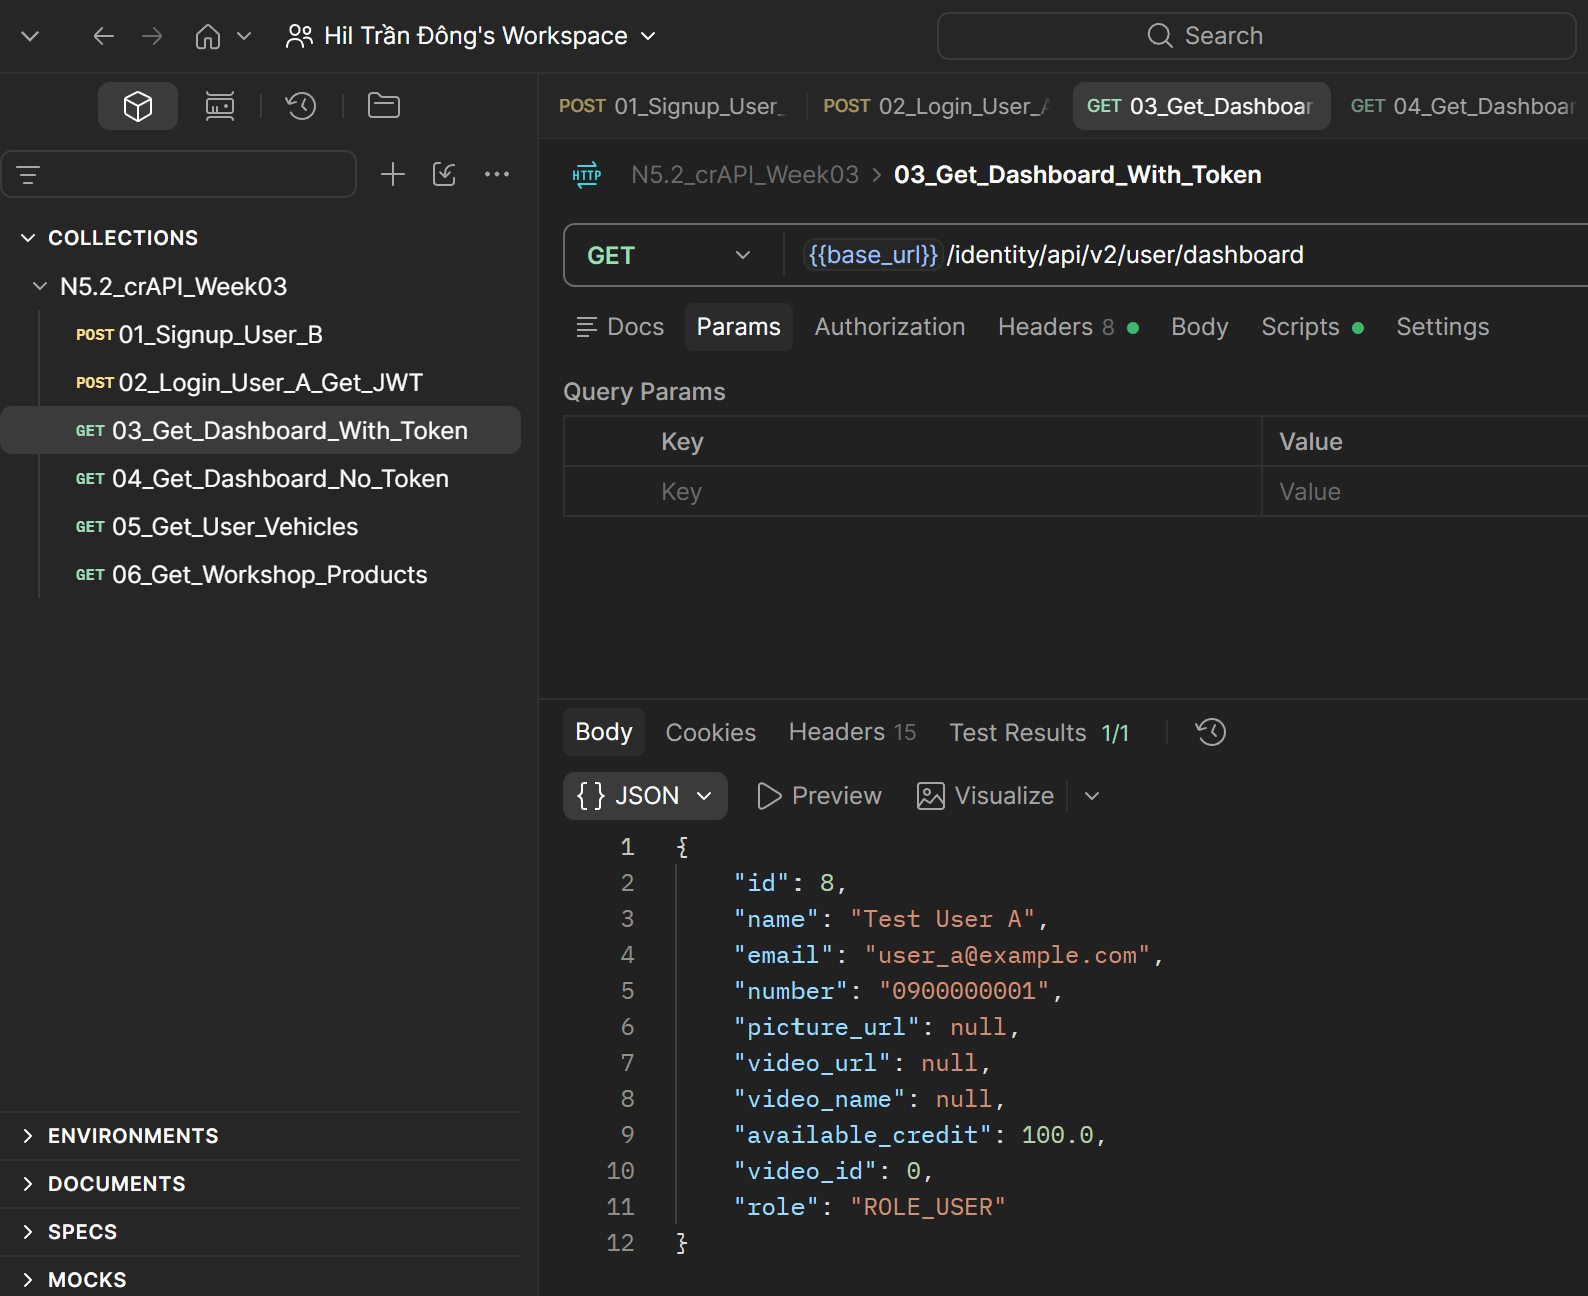 Hil Trần Đông's Workspace
Search
COLLECTIONS
N5.2_crAPI_Week03
POST 01_Signup_User_B
POST 02_Login_User_A_Get_JWT
GET 03_Get_Dashboard_With_Token
GET 04_Get_Dashboard_No_Token
GET 05_Get_User_Vehicles
GET 06_Get_Workshop_Products
ENVIRONMENTS
DOCUMENTS
SPECS
MOCKS
POST 01_Signup_User_ POST 02_Login_User_A GET 03_Get_Dashboar GET 04_Get_Dashboar
HTTP N5.2_crAPI_Week03 > 03_Get_Dashboard_With_Token
GET {{base_url}} /identity/api/v2/user/dashboard
Docs Params Authorization Headers 8 Body Scripts Settings
Query Params
Key Value
Key Value
Body Cookies Headers 15 Test Results 1/1
{} JSON Preview Visualize
1 {
2 "id": 8,
3 "name": "Test User A",
4 "email": "user_a@example.com",
5 "number": "0900000001",
6 "picture_url": null,
7 "video_url": null,
8 "video_name": null,
9 "available_credit": 100.0,
10 "video_id": 0,
11 "role": "ROLE_USER"
12 }